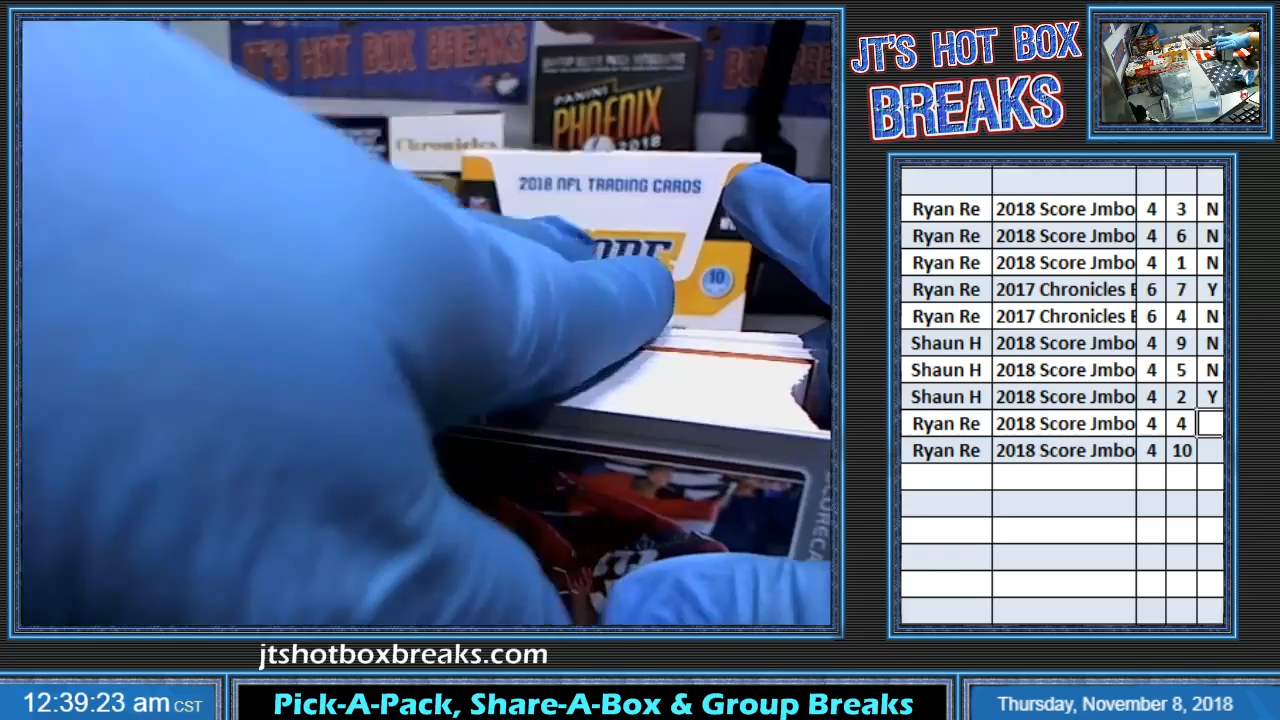 JT'S HOT BOX BREAKS
PANINI
PHOENIX
2018
Chronicles
2018 NFL TRADING CARDS
10
JT'S HOT BOX
BREAKS
Ryan Re 2018 Score Jmbo 4 3 N
Ryan Re 2018 Score Jmbo 4 6 N
Ryan Re 2018 Score Jmbo 4 1 N
Ryan Re 2017 Chronicles 6 7 Y
Ryan Re 2017 Chronicles 6 4 N
Shaun H 2018 Score Jmbo 4 9 N
Shaun H 2018 Score Jmbo 4 5 N
Shaun H 2018 Score Jmbo 4 2 Y
Ryan Re 2018 Score Jmbo 4 4
Ryan Re 2018 Score Jmbo 4 10
jtshotboxbreaks.com
12:39:23 am CST
Pick-A-Pack, Share-A-Box & Group Breaks
Thursday, November 8, 2018